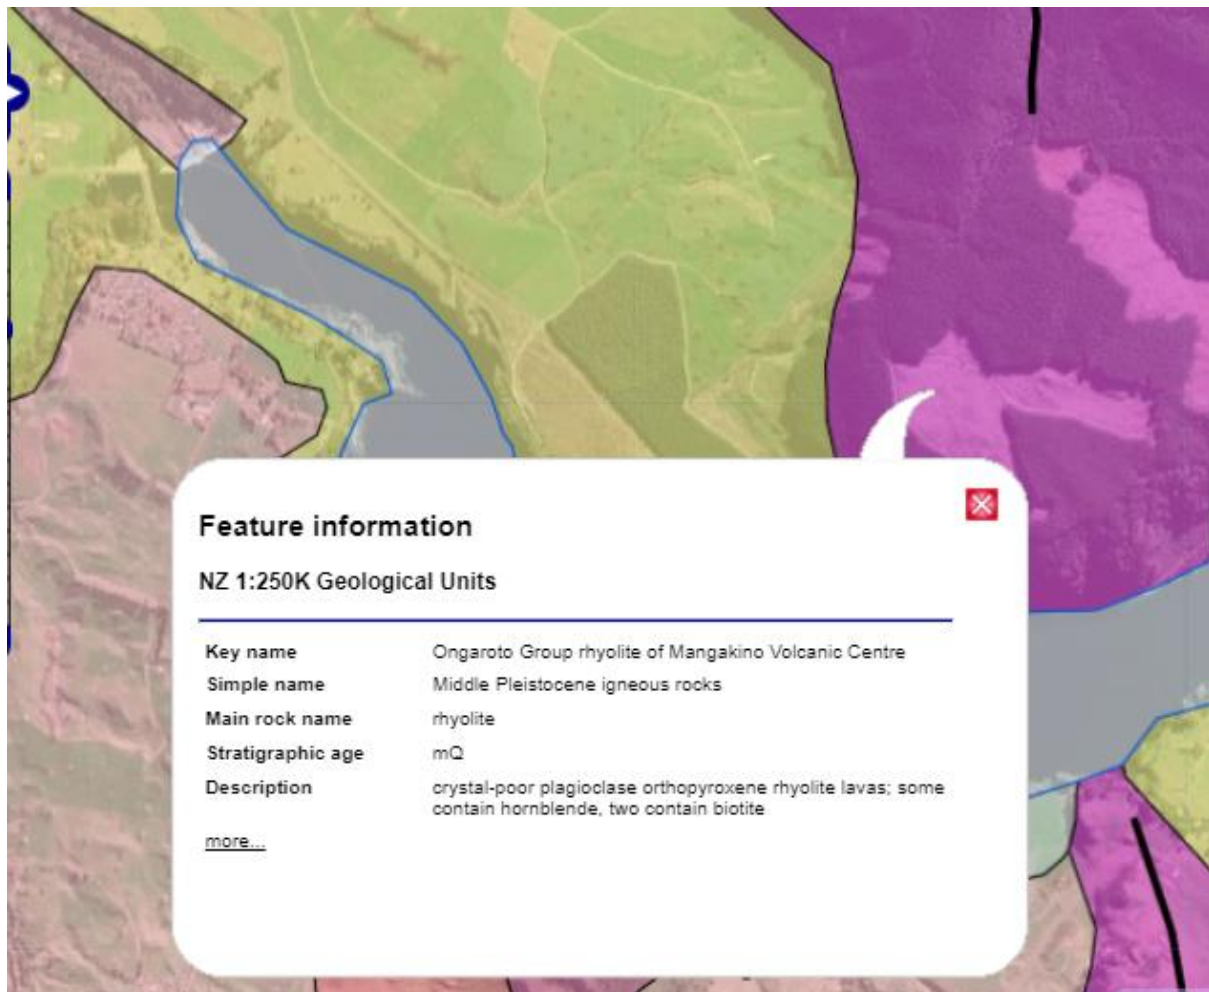 Feature information
NZ 1:250K Geological Units
Key name Ongaroto Group rhyolite of Mangakino Volcanic Centre
Simple name Middle Pleistocene igneous rocks
Main rock name rhyolite
Stratigraphic age mQ
Description crystal-poor plagioclase orthopyroxene rhyolite lavas; some
contain hornblende, two contain biotite
more...